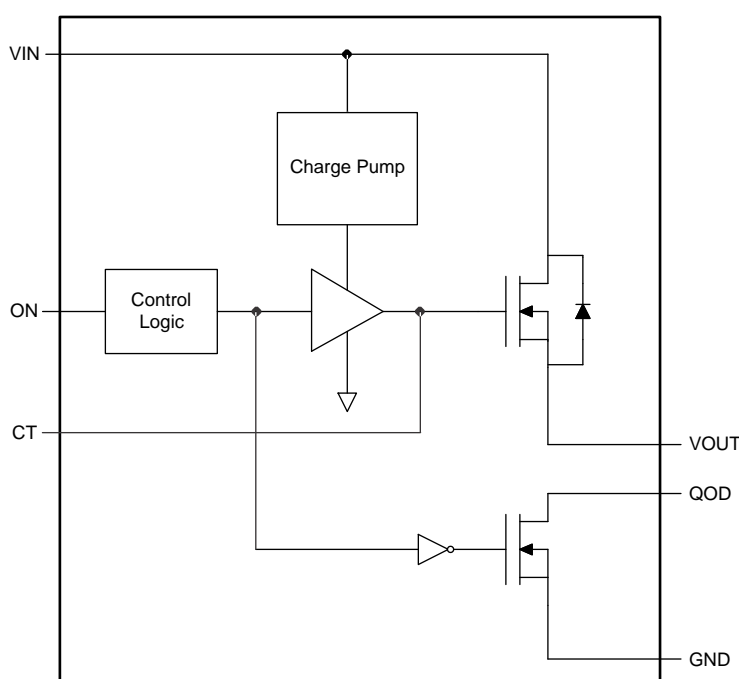 VIN
Charge Pump
ON
Control
Logic
CT
VOUT
QOD
GND